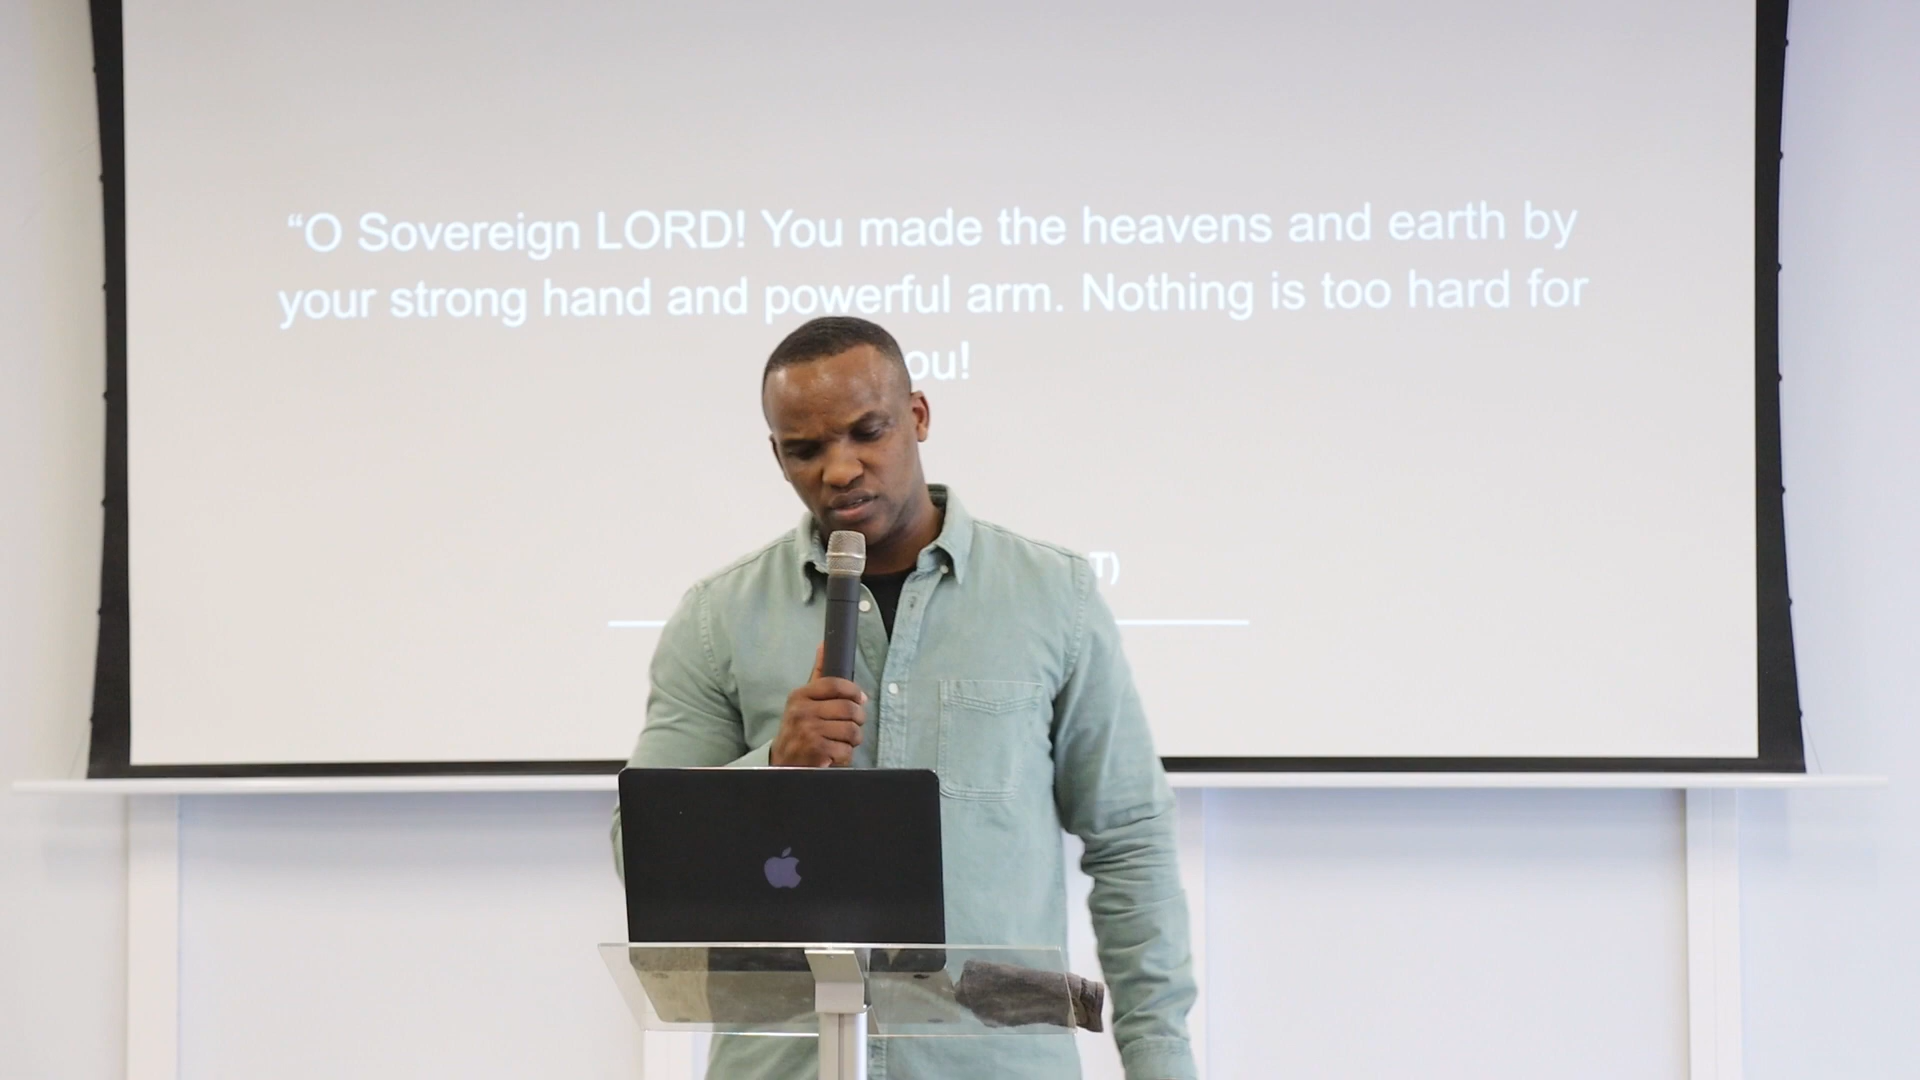 “O Sovereign LORD! You made the heavens and earth by
your strong hand and powerful arm. Nothing is too hard for
ou!
T)